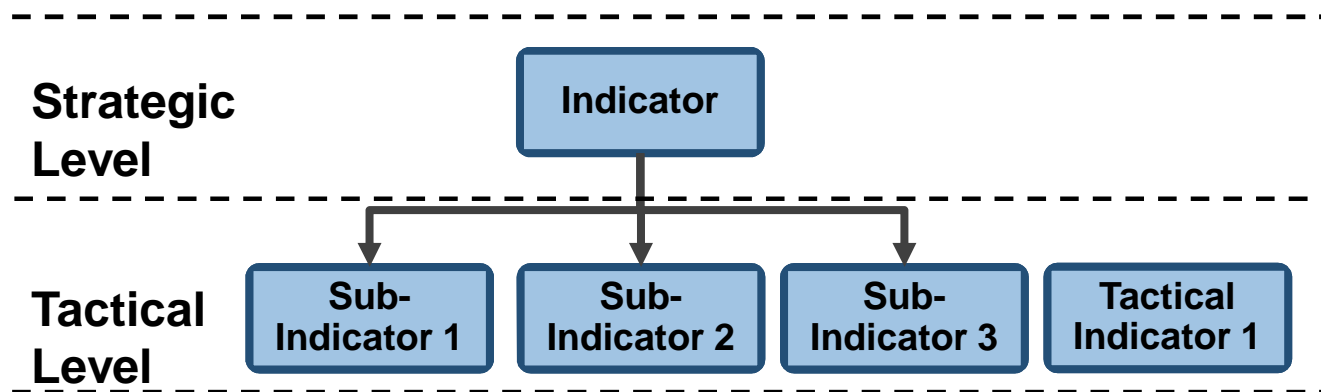 Strategic
Level
Indicator
Tactical
Level
Sub-
Indicator 1
Sub-
Indicator 2
Sub-
Indicator 3
Tactical
Indicator 1